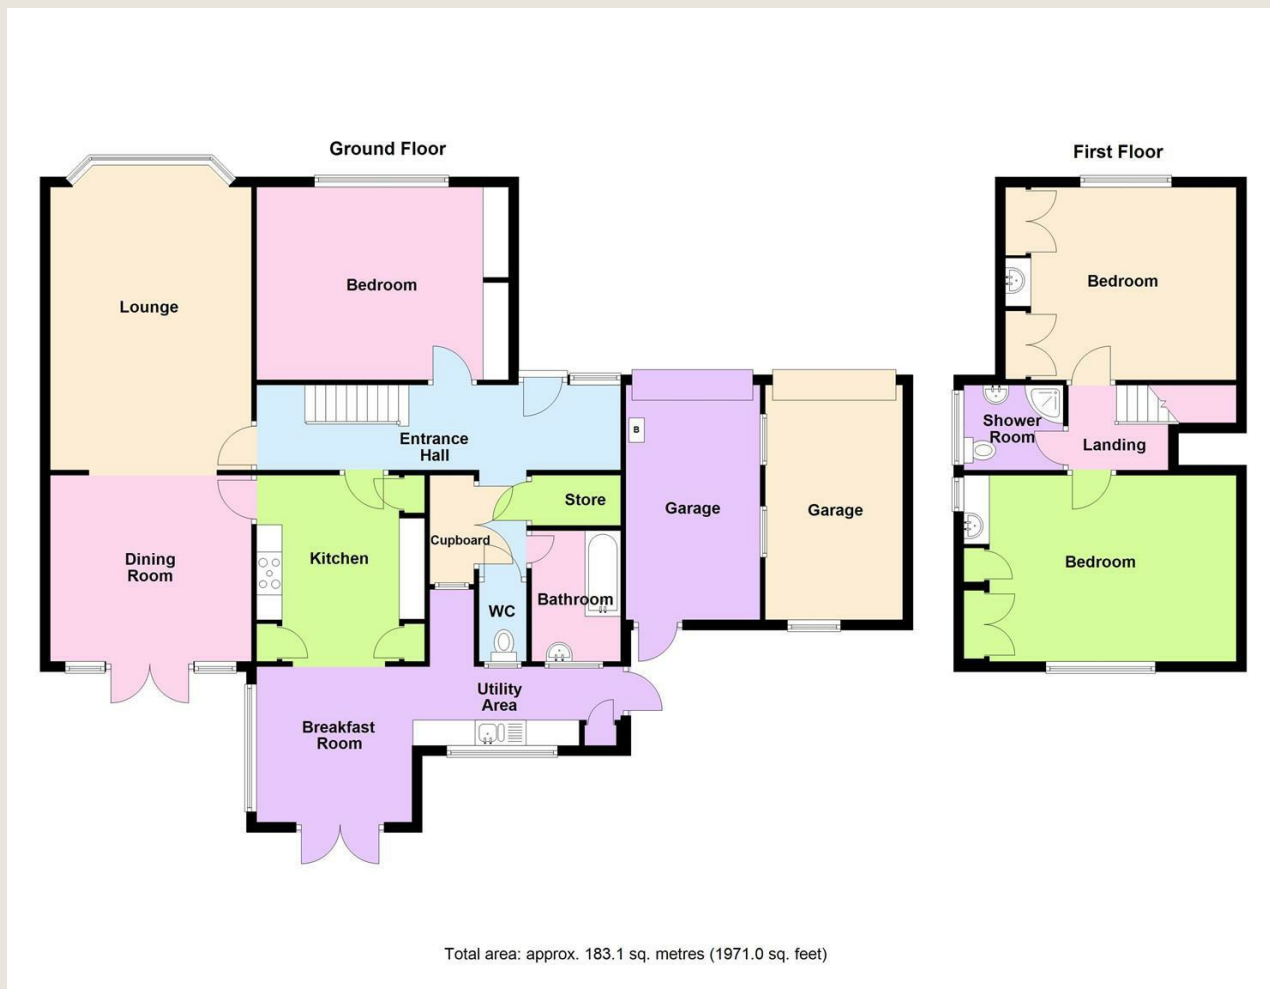 Ground Floor
First Floor
Lounge
Bedroom
Bedroom
Entrance
Hall
Shower
Room
Landing
B
Garage
Garage
Store
Cupboard
Kitchen
Dining
Room
WC
Bathroom
Bedroom
Utility
Area
Breakfast
Room
Total area: approx. 183.1 sq. metres (1971.0 sq. feet)